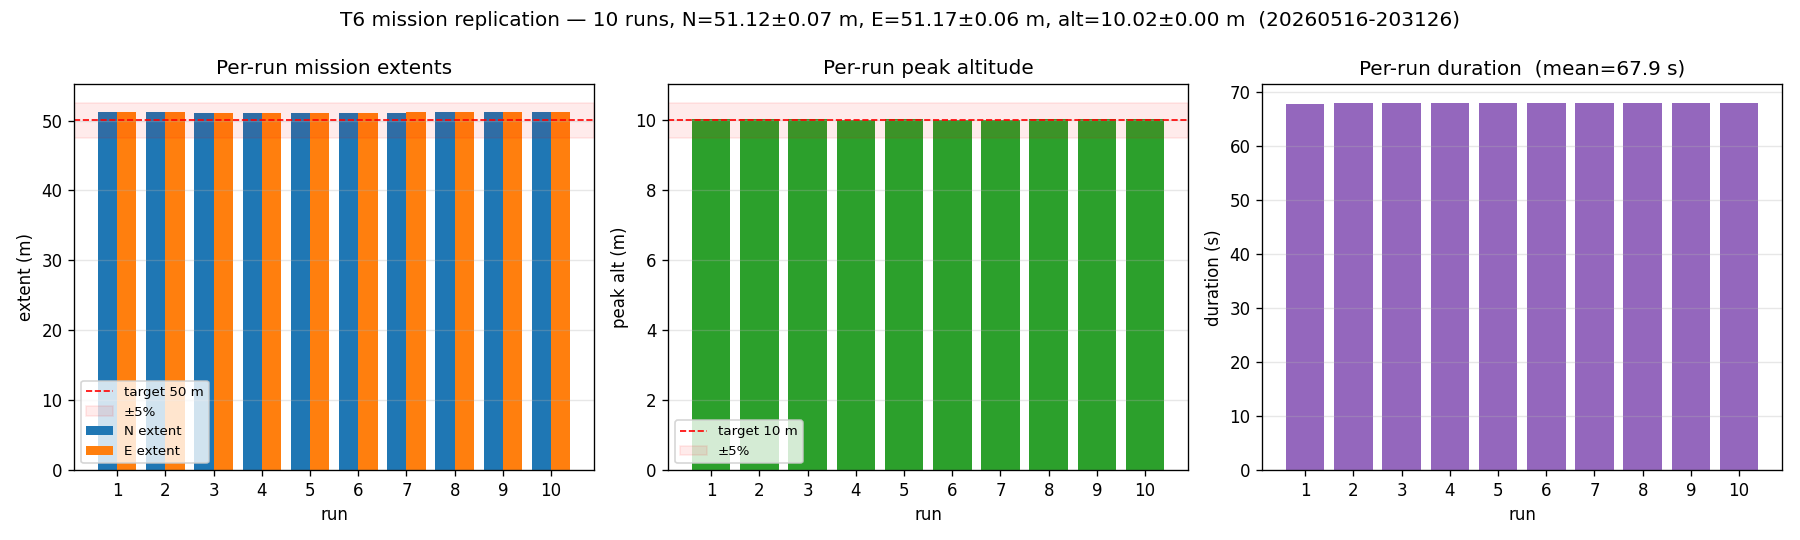 T6 mission replication — 10 runs, N=51.12±0.07 m, E=51.17±0.06 m, alt=10.02±0.00 m  (20260516-203126)
Per-run mission extents
extent (m)
50
40
30
20
10
0
target 50 m
±5%
N extent
E extent
1 2 3 4 5 6 7 8 9 10
run
Per-run peak altitude
peak alt (m)
10
8
6
4
2
0
target 10 m
±5%
1 2 3 4 5 6 7 8 9 10
run
Per-run duration  (mean=67.9 s)
duration (s)
70
60
50
40
30
20
10
0
1 2 3 4 5 6 7 8 9 10
run